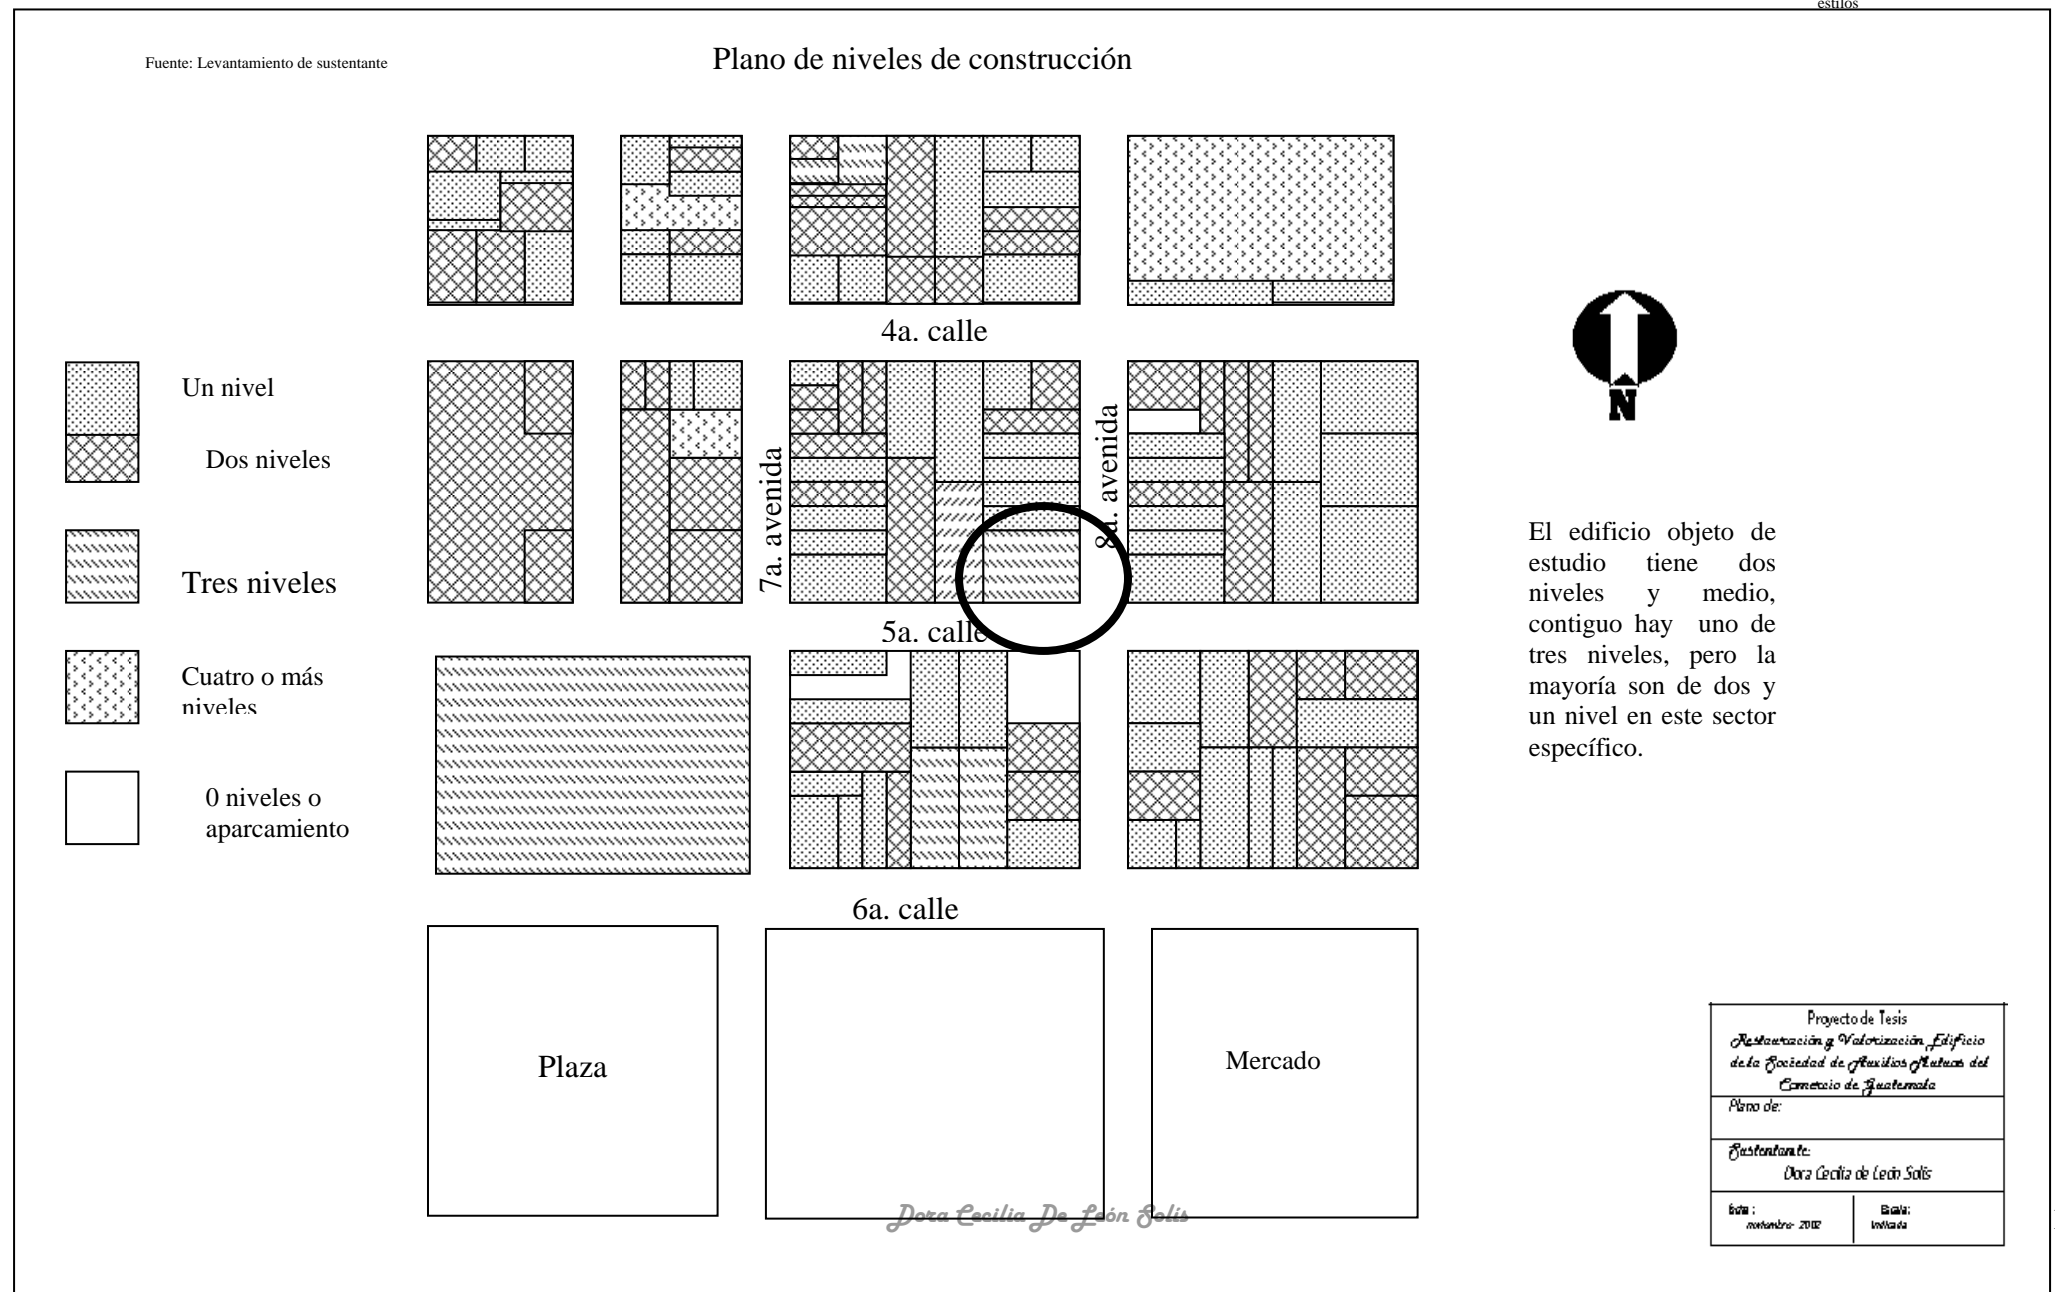 estilos
Fuente: Levantamiento de sustentante
Plano de niveles de construcción
4a. calle
Un nivel
Dos niveles
7a. avenida
8a. avenida
N
Tres niveles
El edificio objeto de
estudio tiene dos
niveles y medio,
contiguo hay uno de
tres niveles, pero la
mayoría son de dos y
un nivel en este sector
específico.
5a. calle
Cuatro o más
niveles
0 niveles o
aparcamiento
6a. calle
Plaza
Mercado
Proyecto de Tesis
Restauración y Valorización, Edificio
de la Sociedad de Auxilios Mutuos del
Comercio de Guatemala
Plano de:
Sustentante:
Dora Cecilia de León Solís
fecha :
noviembre- 2002
Escala:
Indicada
Dora Cecilia De León Solís